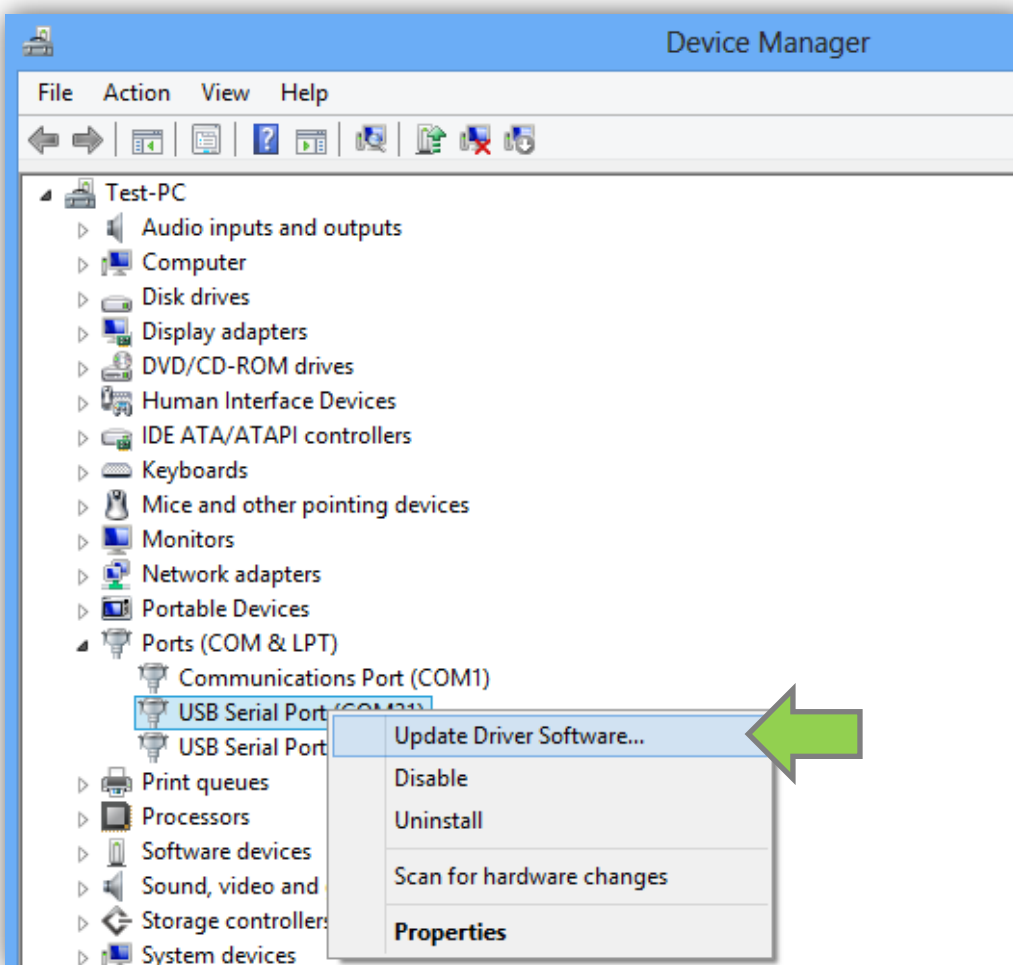 Device Manager
File Action View Help
Test-PC
Audio inputs and outputs
Computer
Disk drives
Display adapters
DVD/CD-ROM drives
Human Interface Devices
IDE ATA/ATAPI controllers
Keyboards
Mice and other pointing devices
Monitors
Network adapters
Portable Devices
Ports (COM & LPT)
Communications Port (COM1)
USB Serial Port
USB Serial Port
Print queues
Processors
Software devices
Sound, video and
Storage controllers
System devices
Update Driver Software...
Disable
Uninstall
Scan for hardware changes
Properties